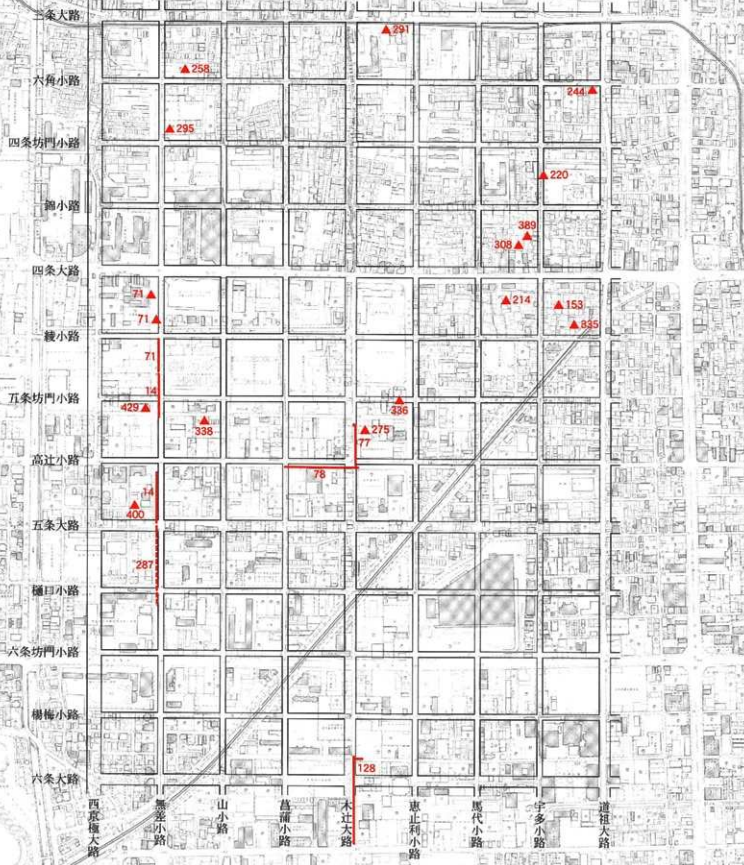 三条大路
291
258
六角小路
244
295
四条坊門小路
220
錦小路
389
308
四条大路
71
214
153
71
335
綾小路
71
14
五条坊門小路
429
336
338
275
77
高辻小路
78
14
400
五条大路
287
樋口小路
六条坊門小路
楊梅小路
128
六条大路
西京極大路
無差小路
山小路
菖蒲小路
木辻大路
恵止利小路
馬代小路
宇多小路
道祖大路